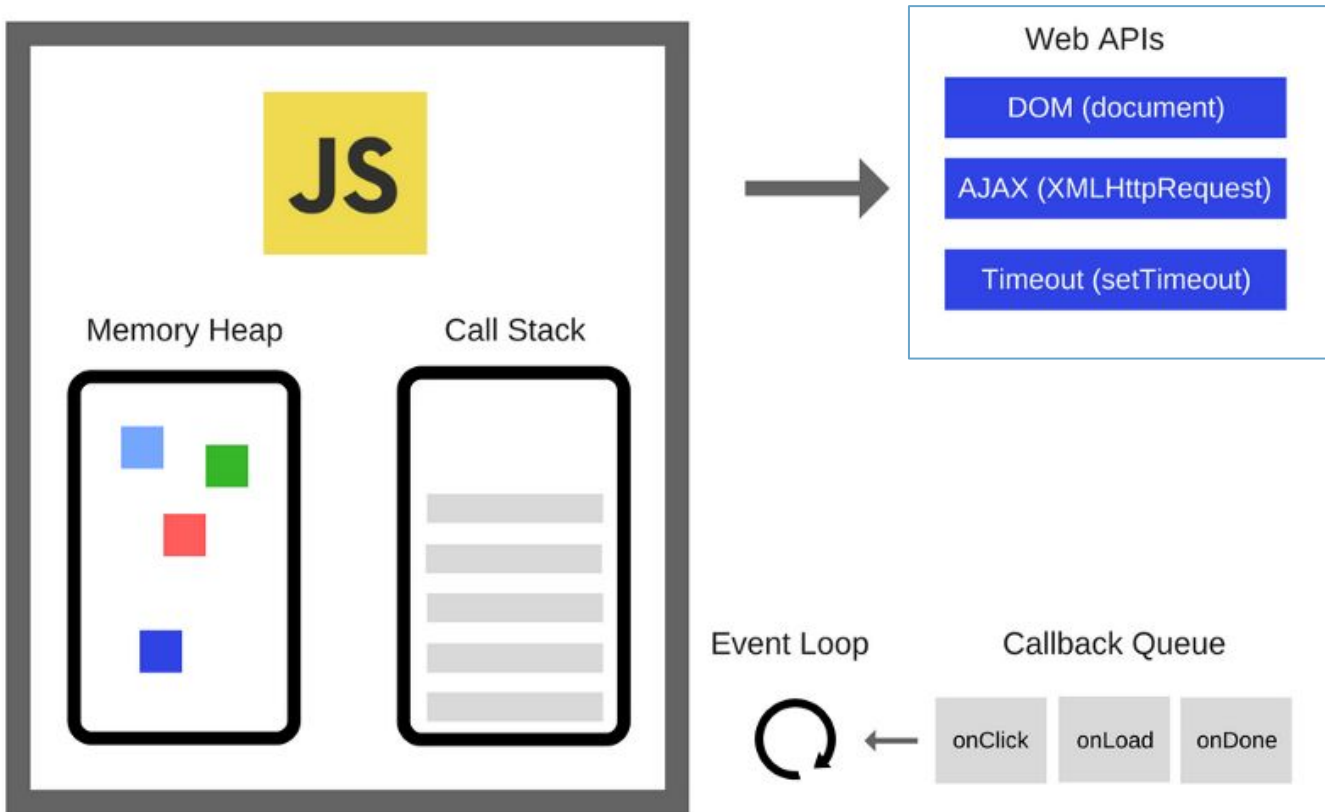 Web APIs
DOM (document)
AJAX (XMLHttpRequest)
Timeout (setTimeout)
JS
Memory Heap
Call Stack
Event Loop
Callback Queue
onClick
onLoad
onDone